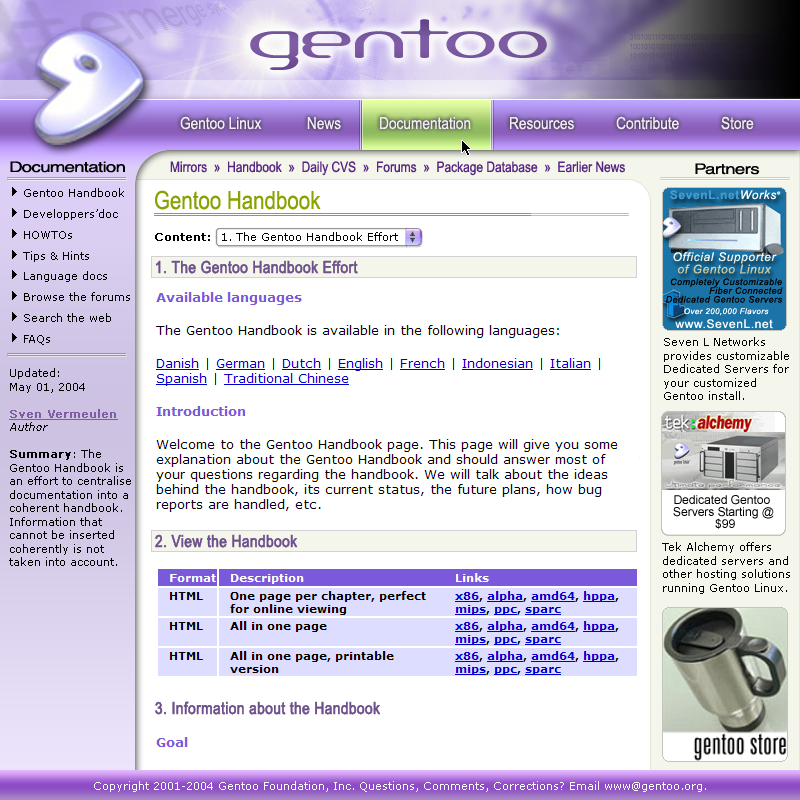 emerge
gentoo
Gentoo Linux
News
Documentation
Resources
Contribute
Store
Documentation
Gentoo Handbook
Developpers'doc
HOWTOs
Tips & Hints
Language docs
Browse the forums
Search the web
FAQs
Updated:
May 01, 2004
Sven Vermeulen
Author
Summary: The
Gentoo Handbook is
an effort to centralise
documentation into a
coherent handbook.
Information that
cannot be inserted
coherently is not
taken into account.
Mirrors » Handbook » Daily CVS » Forums » Package Database » Earlier News
Gentoo Handbook
Content: 1. The Gentoo Handbook Effort
1. The Gentoo Handbook Effort
Available languages
The Gentoo Handbook is available in the following languages:
Danish | German | Dutch | English | French | Indonesian | Italian |
Spanish | Traditional Chinese
Introduction
Welcome to the Gentoo Handbook page. This page will give you some
explanation about the Gentoo Handbook and should answer most of
your questions regarding the handbook. We will talk about the ideas
behind the handbook, its current status, the future plans, how bug
reports are handled, etc.
2. View the Handbook
Format Description Links
HTML One page per chapter, perfect for online viewing x86, alpha, amd64, hppa, mips, ppc, sparc
HTML All in one page x86, alpha, amd64, hppa, mips, ppc, sparc
HTML All in one page, printable version x86, alpha, amd64, hppa, mips, ppc, sparc
3. Information about the Handbook
Goal
Partners
SevenL.netWorks
Official Supporter
of Gentoo Linux
Completely Customizable
Fiber Connected
Dedicated Gentoo Servers
Over 200,000 Flavors
www.SevenL.net
Seven L Networks
provides customizable
Dedicated Servers for
your customized
Gentoo install.
tek alchemy
gentoo linux
ultimate performance
Dedicated Gentoo
Servers Starting @
$99
Tek Alchemy offers
dedicated servers and
other hosting solutions
running Gentoo Linux.
gentoo store
Copyright 2001-2004 Gentoo Foundation, Inc. Questions, Comments, Corrections? Email www@gentoo.org.